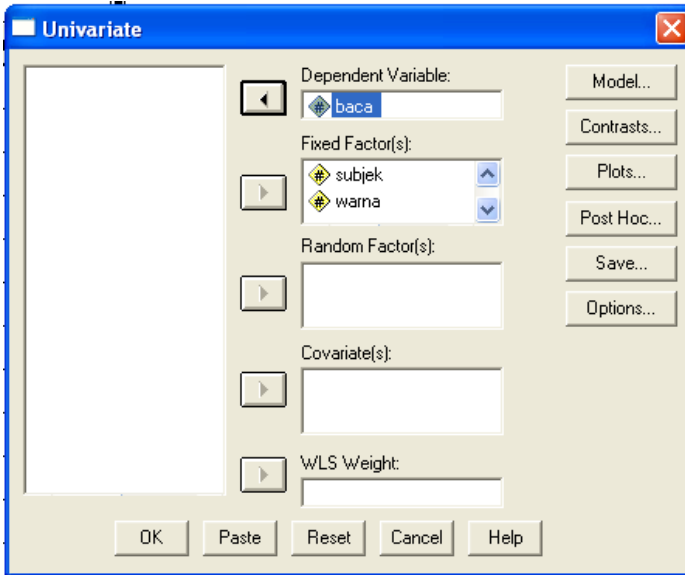 Univariate
Dependent Variable:
baca
Fixed Factor(s):
subjek
warna
Random Factor(s):
Covariate(s):
WLS Weight:
Model...
Contrasts...
Plots...
Post Hoc...
Save...
Options...
OK
Paste
Reset
Cancel
Help